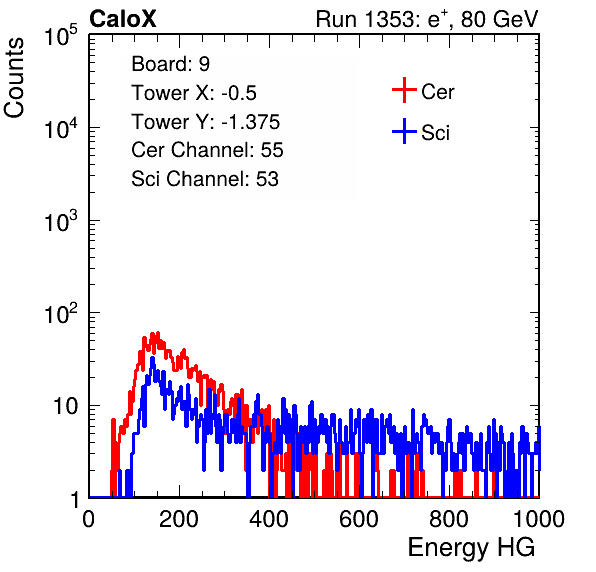 CaloX Run 1353: e⁺, 80 GeV
Counts
10⁵
10⁴
10³
10²
10
1
Board: 9
Tower X: -0.5
Tower Y: -1.375
Cer Channel: 55
Sci Channel: 53
Cer
Sci
0 200 400 600 800 1000
Energy HG